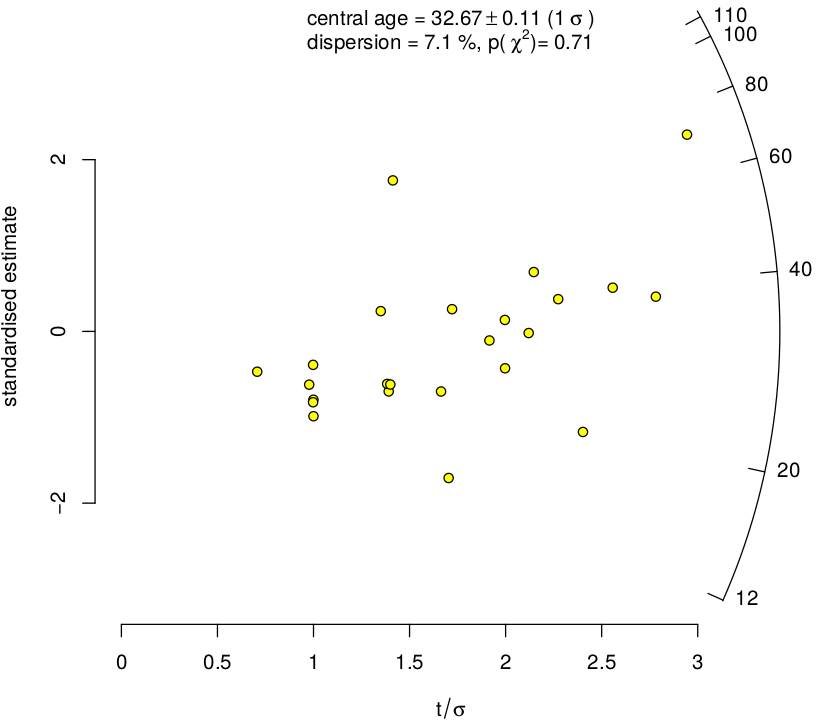 central age = 32.67 ± 0.11 (1 σ )
dispersion = 7.1 %, p( χ²)= 0.71
110
100
80
60
40
20
12
standardised estimate
2
0
−2
0 0.5 1 1.5 2 2.5 3
t/σ